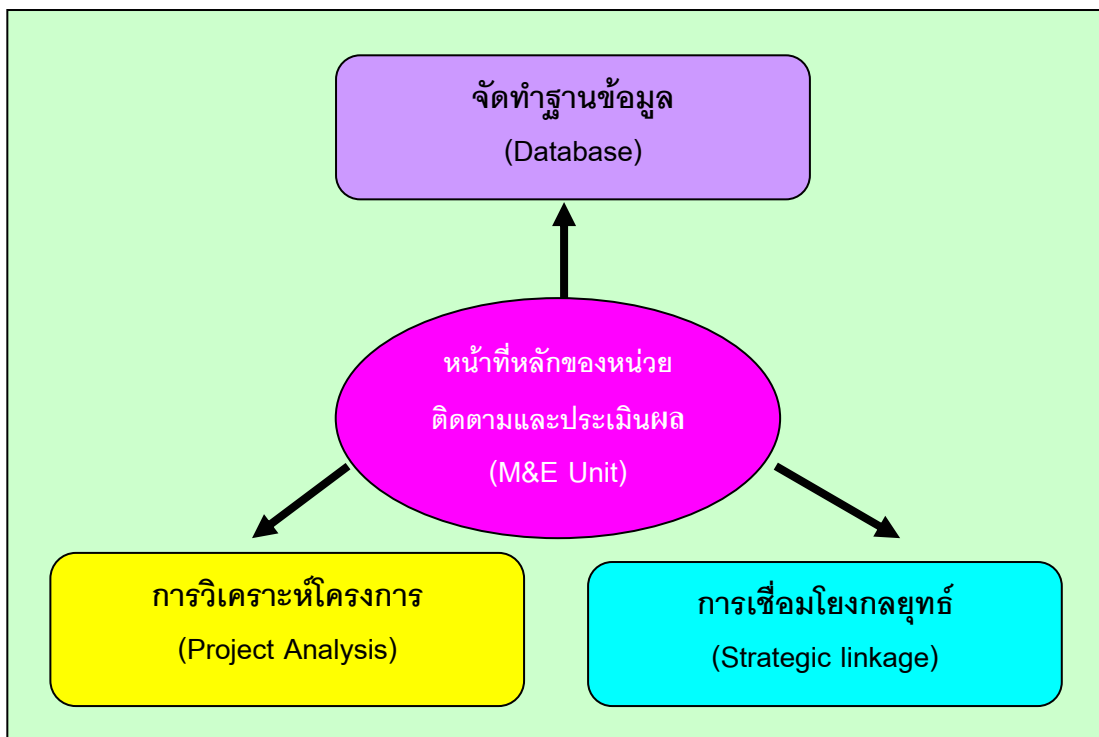 จัดทำฐานข้อมูล
(Database)
หน้าที่หลักของหน่วย
ติดตามและประเมินผล
(M&E Unit)
การวิเคราะห์โครงการ
(Project Analysis)
การเชื่อมโยงกลยุทธ์
(Strategic linkage)